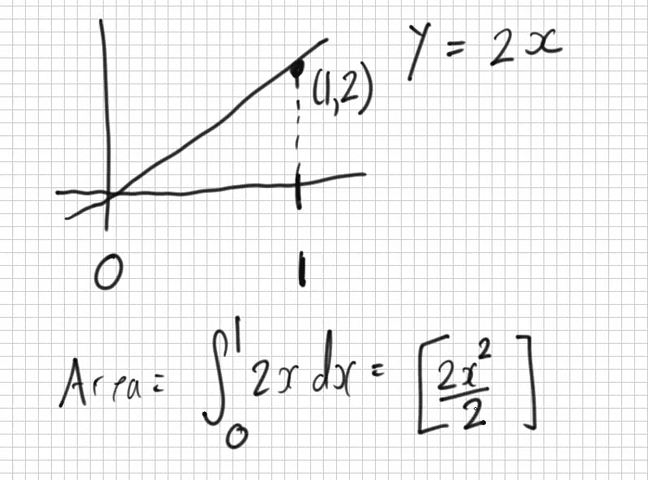 y = 2x
(1,2)
0 1
Area = ∫₀¹ 2x dx = [2x²/2]